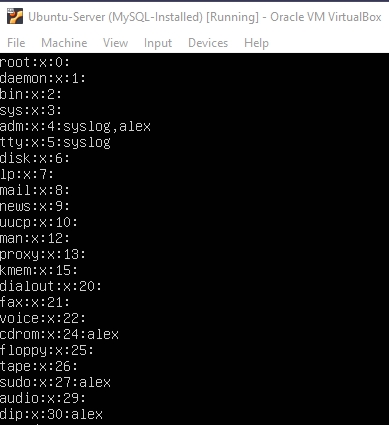 Ubuntu-Server (MySQL-Installed) [Running] - Oracle VM VirtualBox
File Machine View Input Devices Help
root:x:0:
daemon:x:1:
bin:x:2:
sys:x:3:
adm:x:4:syslog,alex
tty:x:5:syslog
disk:x:6:
lp:x:7:
mail:x:8:
news:x:9:
uucp:x:10:
man:x:12:
proxy:x:13:
kmem:x:15:
dialout:x:20:
fax:x:21:
voice:x:22:
cdrom:x:24:alex
floppy:x:25:
tape:x:26:
sudo:x:27:alex
audio:x:29:
dip:x:30:alex